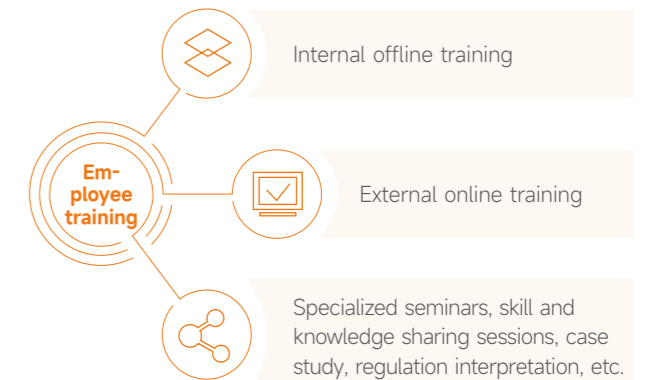 Internal offline training
Em-
ployee
training
External online training
Specialized seminars, skill and
knowledge sharing sessions, case
study, regulation interpretation, etc.